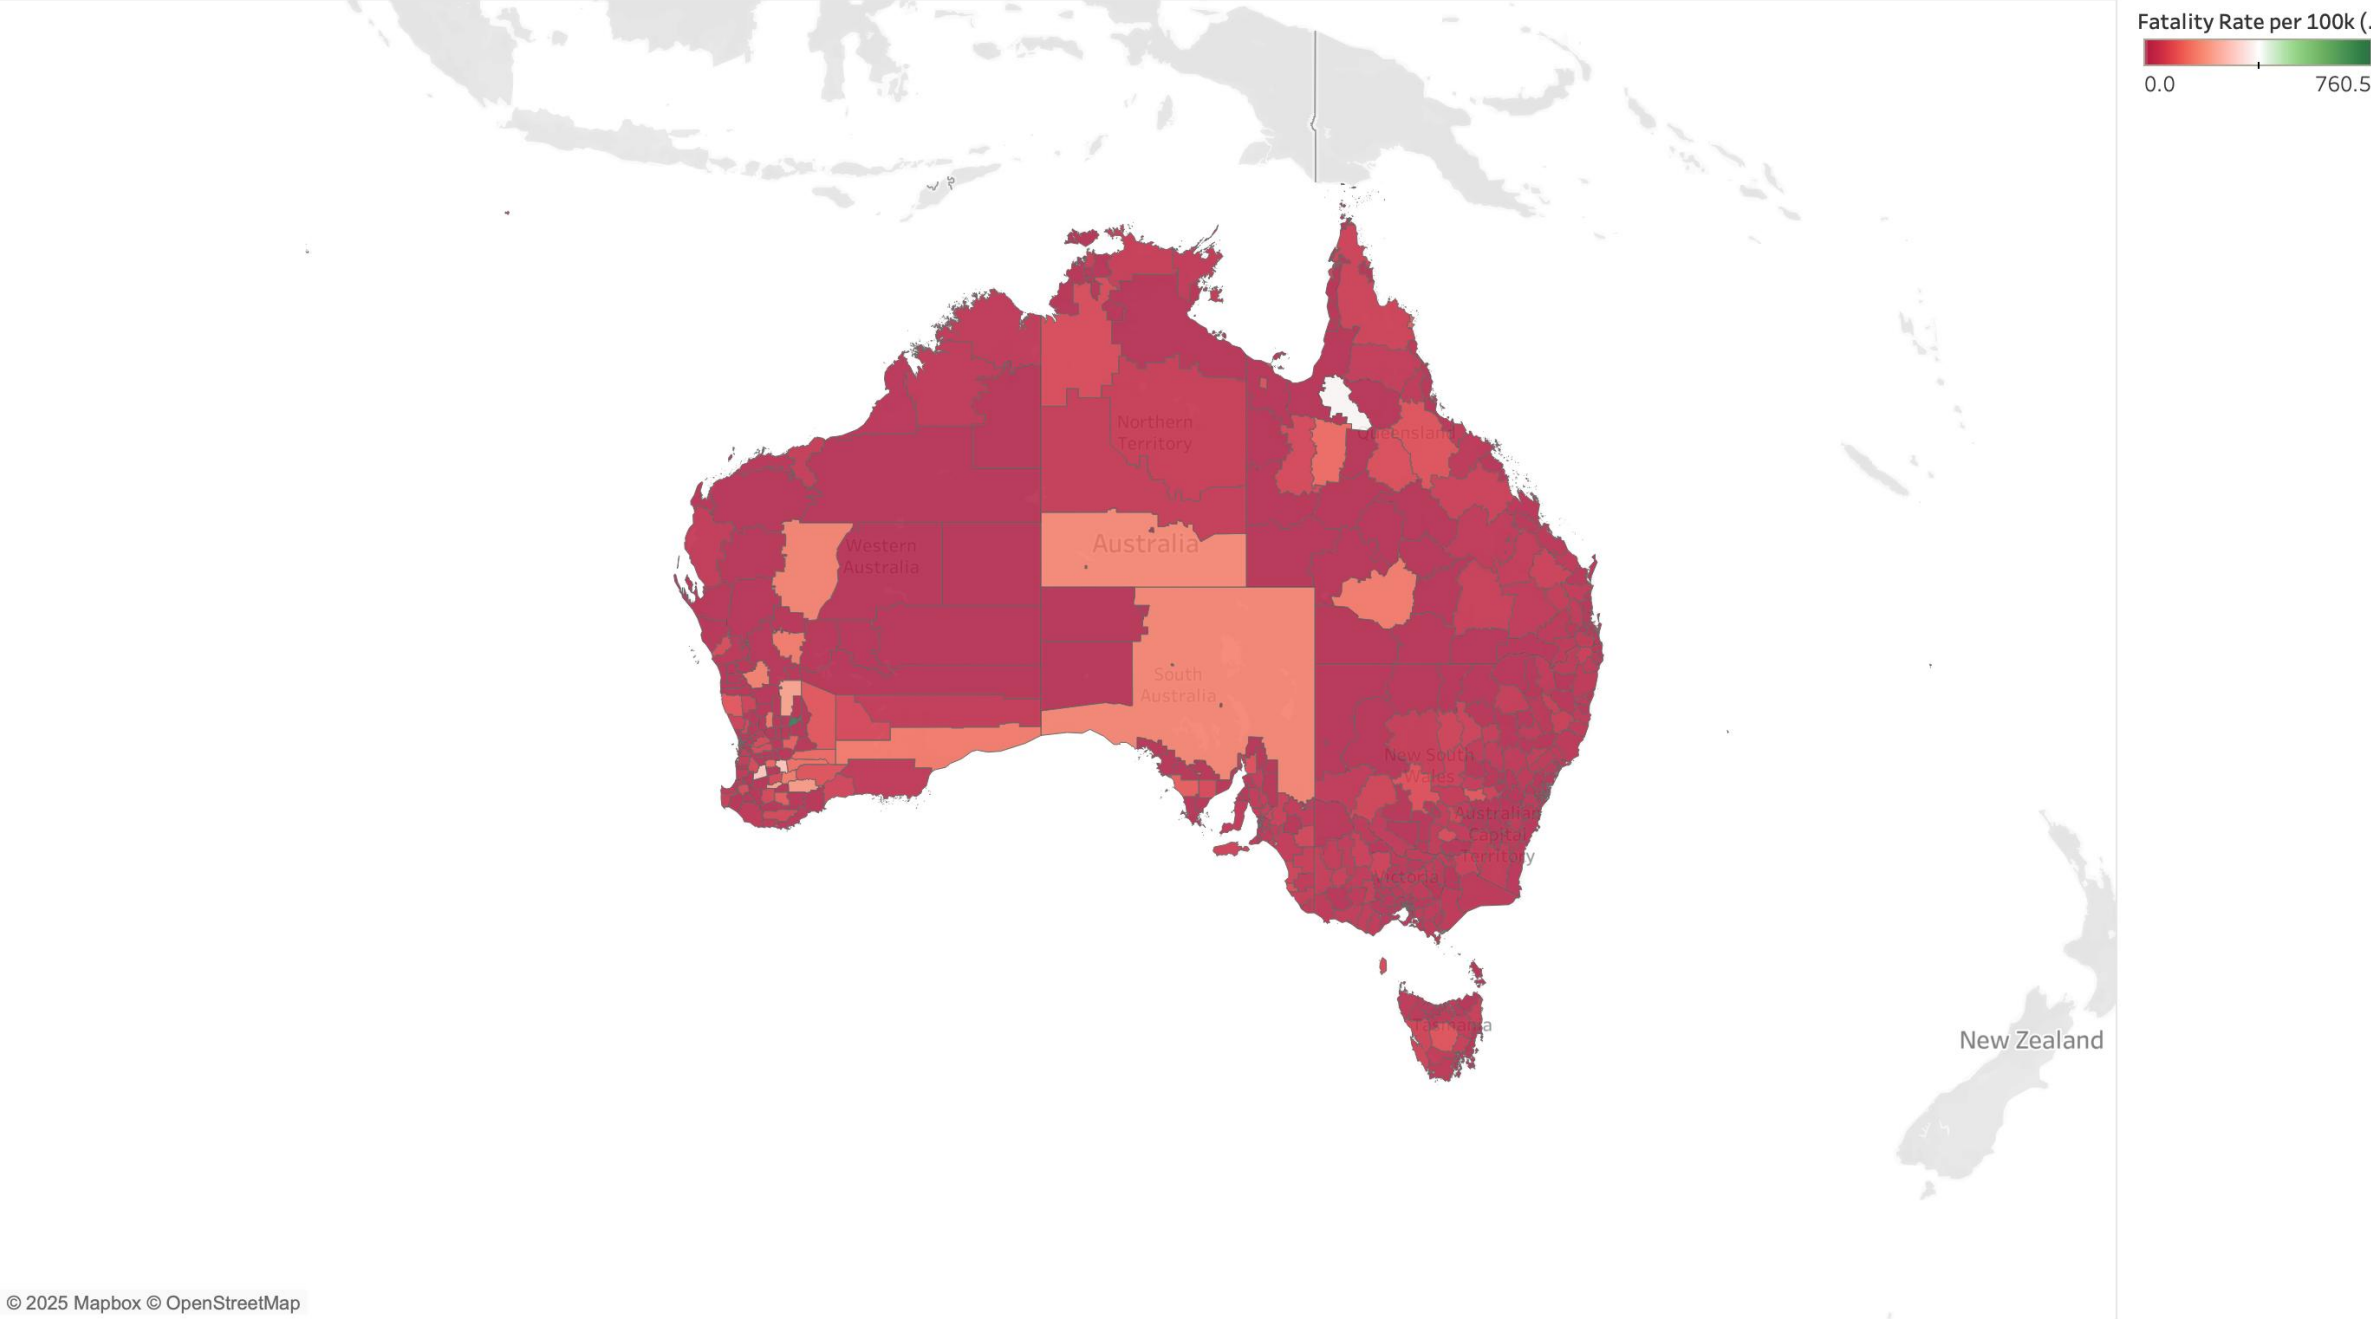 Fatality Rate per 100k (.
0.0
760.5
Northern
Territory
Queensland
Australia
Western
Australia
South
Australia
New South
Wales
Australian
Capital
Territory
Victoria
Tasmania
New Zealand
© 2025 Mapbox © OpenStreetMap